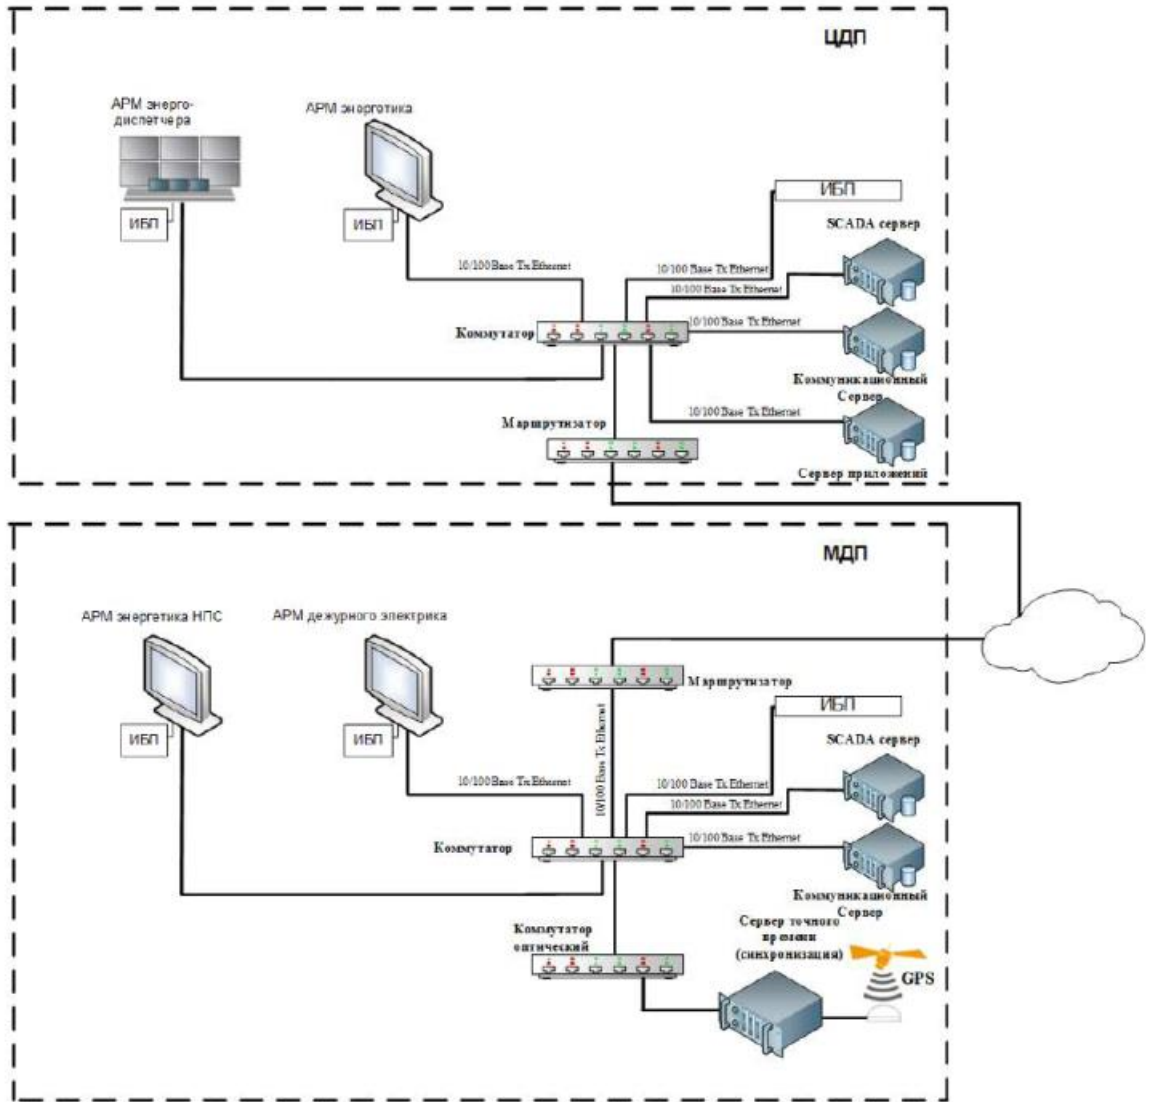 ЦДП
АРМ энерго-
диспетчера
АРМ энергетика
ИБП
ИБП
ИБП
SCADA сервер
10/100 Base Tx Ethernet
10/100 Base Tx Ethernet
10/100 Base Tx Ethernet
10/100 Base Tx Ethernet
Коммутатор
Коммуникационный
Сервер
10/100 Base Tx Ethernet
Маршрутизатор
Сервер приложений
МДП
АРМ энергетика НПС
АРМ дежурного электрика
Маршрутизатор
ИБП
ИБП
ИБП
SCADA сервер
10/100 Base Tx Ethernet
10/100 Base Tx Ethernet
10/100 Base Tx Ethernet
10/100 Base Tx Ethernet
10/100 Base Tx Ethernet
Коммутатор
Коммуникационный
Сервер
Коммутатор
оптический
Сервер точного
времени
(синхронизация)
GPS